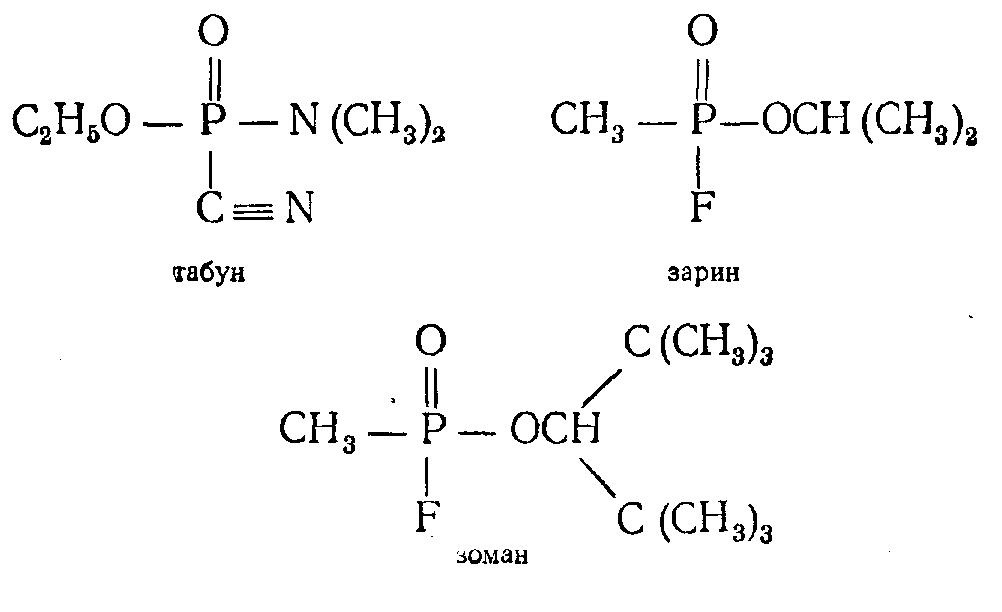 O O
C₂H₅O — P — N (CH₃)₂ CH₃ — P — OCH (CH₃)₂
C ≡ N F
табун зарин
O C (CH₃)₃
CH₃ — P — OCH
F C (CH₃)₃
зоман